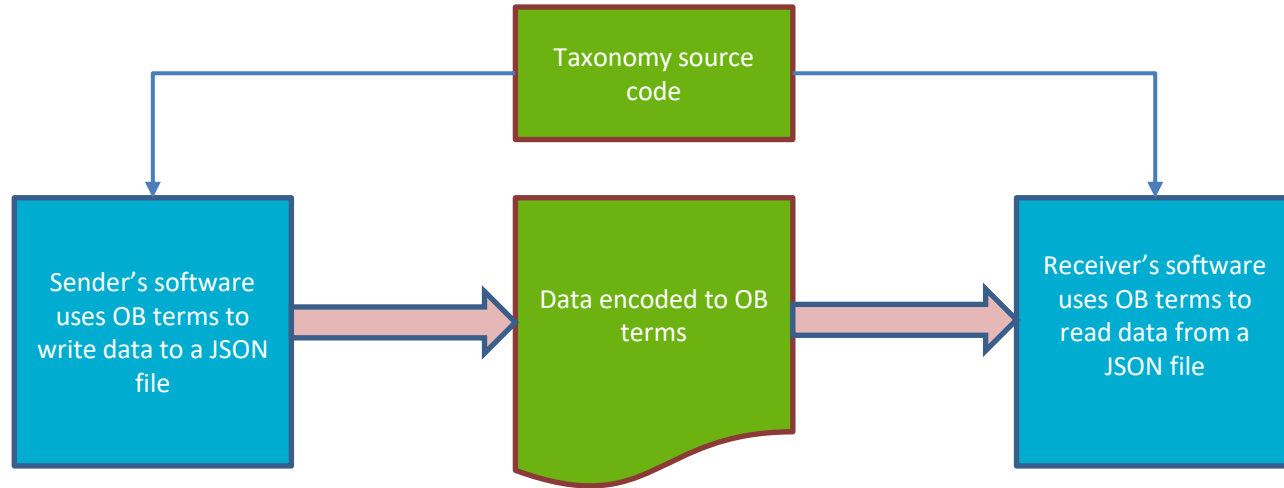 Taxonomy source
code
Sender’s software
uses OB terms to
write data to a JSON
file
Data encoded to OB
terms
Receiver’s software
uses OB terms to
read data from a
JSON file